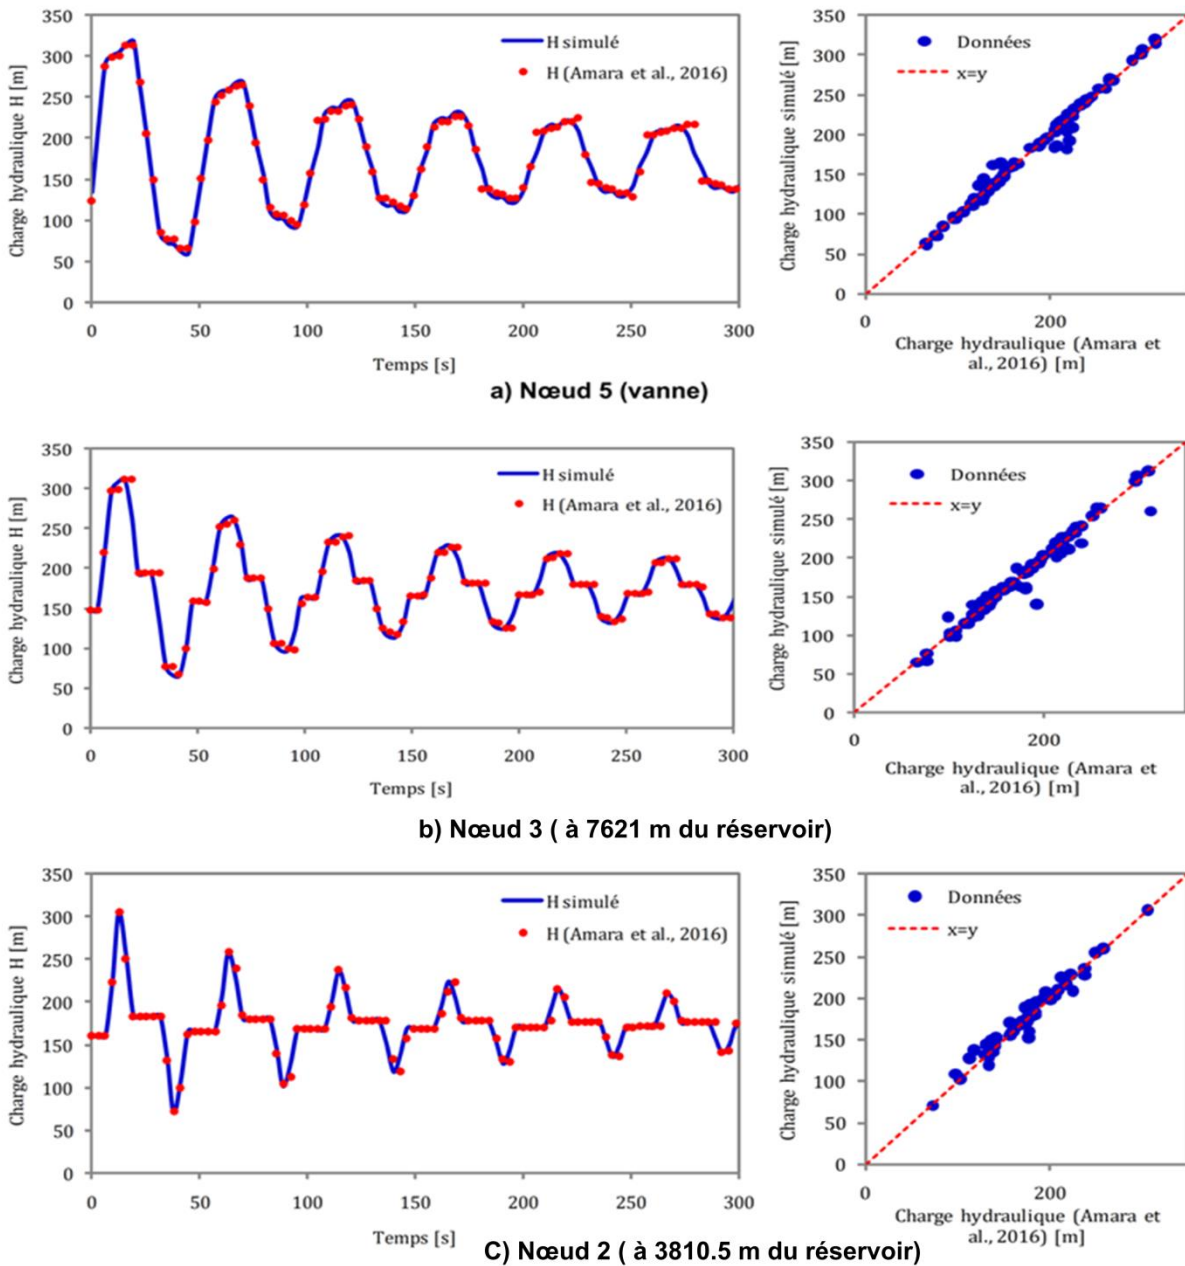 350
300
250
200
150
100
50
0
Charge hydraulique H [m]
H simulé
H (Amara et al., 2016)
0 50 100 150 200 250 300
Temps [s]
350
300
250
200
150
100
50
0
Charge hydraulique simulé [m]
Données
x=y
0 200
Charge hydraulique (Amara et
al., 2016) [m]
a) Nœud 5 (vanne)
350
300
250
200
150
100
50
0
Charge hydraulique H [m]
H simulé
H (Amara et al., 2016)
0 50 100 150 200 250 300
Temps [s]
350
300
250
200
150
100
50
0
Charge hydraulique simulé [m]
Données
x=y
0 200
Charge hydraulique (Amara et
al., 2016) [m]
b) Nœud 3 ( à 7621 m du réservoir)
350
300
250
200
150
100
50
0
Charge hydraulique H [m]
H simulé
H (Amara et al., 2016)
0 50 100 150 200 250 300
Temps [s]
350
300
250
200
150
100
50
0
Charge hydraulique simulé [m]
Données
x=y
0 200
Charge hydraulique (Amara et
al., 2016) [m]
C) Nœud 2 ( à 3810.5 m du réservoir)